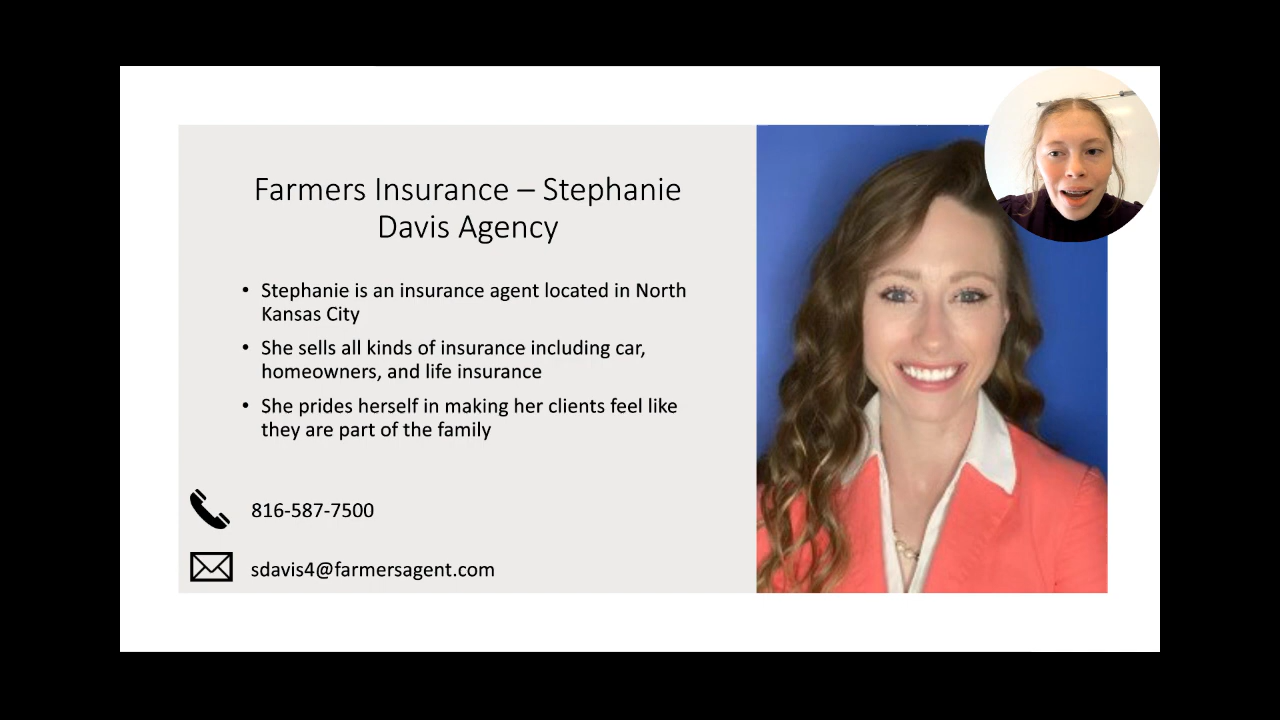 Farmers Insurance – Stephanie
Davis Agency
• Stephanie is an insurance agent located in North
Kansas City
• She sells all kinds of insurance including car,
homeowners, and life insurance
• She prides herself in making her clients feel like
they are part of the family
816-587-7500
sdavis4@farmersagent.com